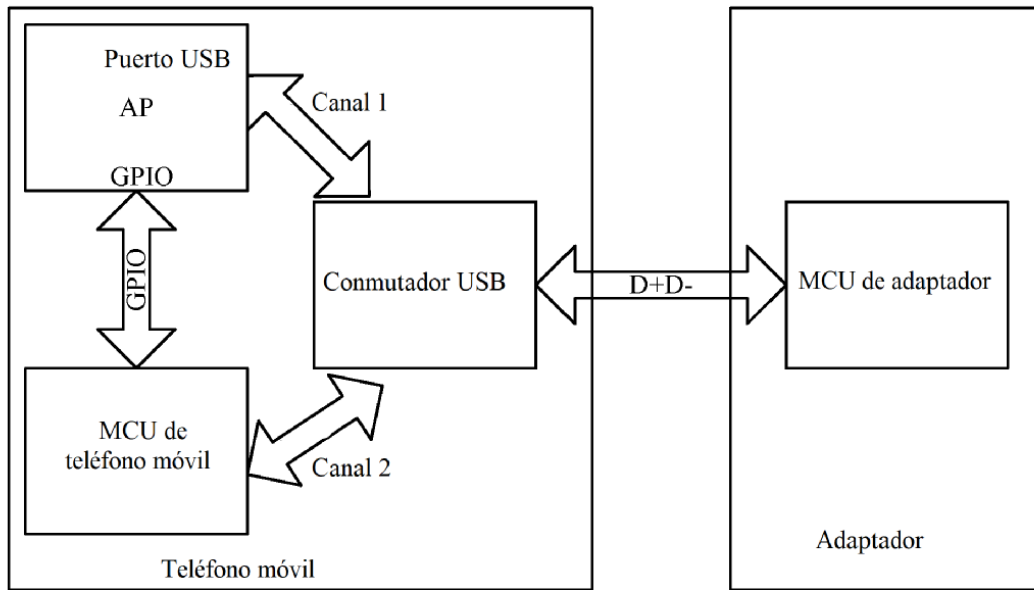 Puerto USB
AP
GPIO
Canal 1
GPIO
Conmutador USB
D+D-
MCU de adaptador
MCU de
teléfono móvil
Canal 2
Teléfono móvil
Adaptador